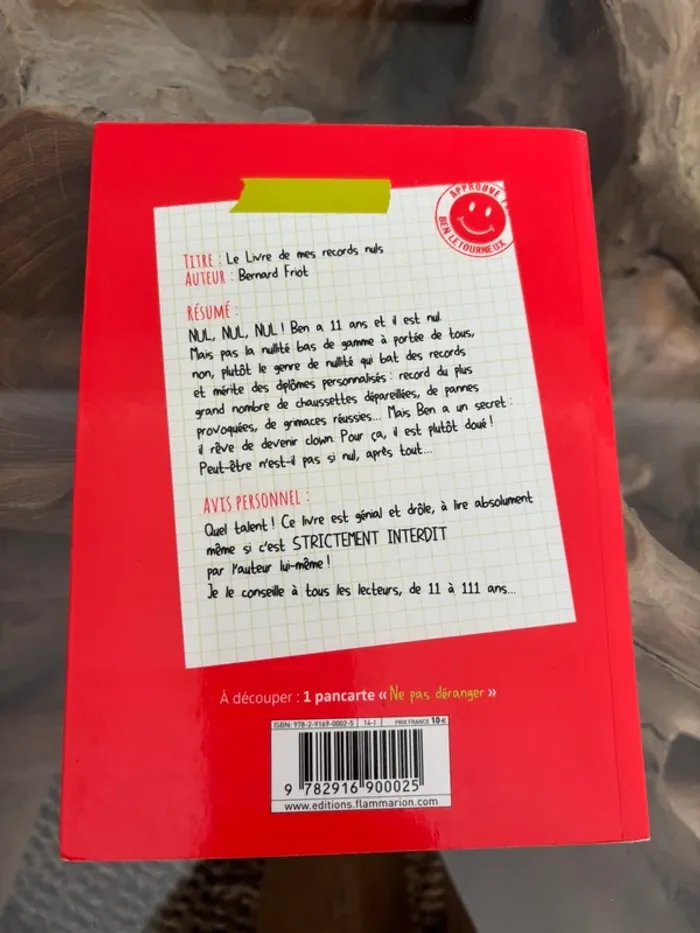 APPROUVÉ P
BEN LETOURNEUX
TITRE : Le Livre de mes records nuls
AUTEUR : Bernard Friot
RÉSUMÉ :
NUL, NUL, NUL ! Ben a 11 ans et il est nul.
Mais pas la nullité bas de gamme à portée de tous,
non, plutôt le genre de nullité qui bat des records
et mérite des diplômes personnalisés : record du plus
grand nombre de chaussettes dépareillées, de pannes
provoquées, de grimaces réussies... Mais Ben a un secret :
il rêve de devenir clown. Pour ça, il est plutôt doué !
Peut-être n'est-il pas si nul, après tout...
AVIS PERSONNEL :
Quel talent ! Ce livre est génial et drôle, à lire absolument
même si c'est STRICTEMENT INTERDIT
par l'auteur lui-même !
Je le conseille à tous les lecteurs, de 11 à 111 ans...
À découper : 1 pancarte « Ne pas déranger »
ISBN: 978-2-9169-0002-5 14-I PRIX FRANCE 10 €
9 782916 900025
www.editions.flammarion.com